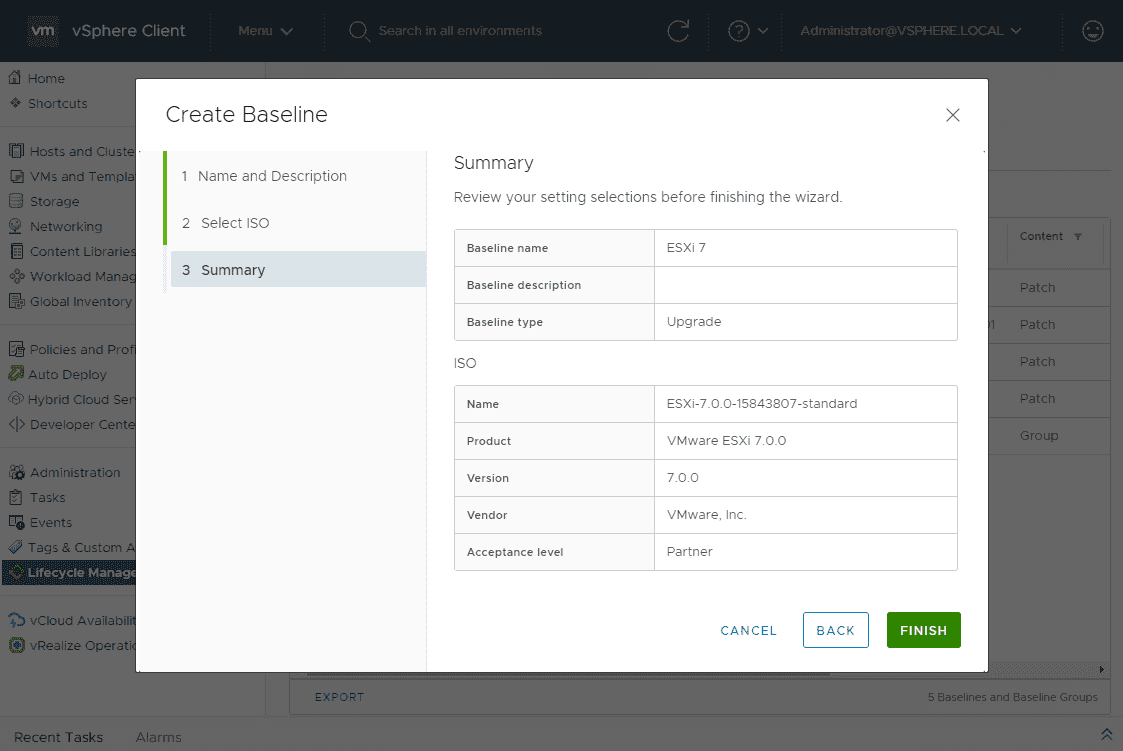 vm vSphere Client Menu Search in all environments Administrator@VSPHERE.LOCAL
Home
Shortcuts
Hosts and Cluste
VMs and Templa
Storage
Networking
Content Libraries
Workload Manag
Global Inventory
Policies and Profi
Auto Deploy
Hybrid Cloud Ser
Developer Cente
Administration
Tasks
Events
Tags & Custom A
Lifecycle Manage
vCloud Availabilit
vRealize Operatio
Create Baseline
1 Name and Description
2 Select ISO
3 Summary
Summary
Review your setting selections before finishing the wizard.
Baseline name ESXi 7
Baseline description
Baseline type Upgrade
ISO
Name ESXi-7.0.0-15843807-standard
Product VMware ESXi 7.0.0
Version 7.0.0
Vendor VMware, Inc.
Acceptance level Partner
CANCEL BACK FINISH
Content
Patch
Patch
Patch
Patch
Group
EXPORT 5 Baselines and Baseline Groups
Recent Tasks Alarms